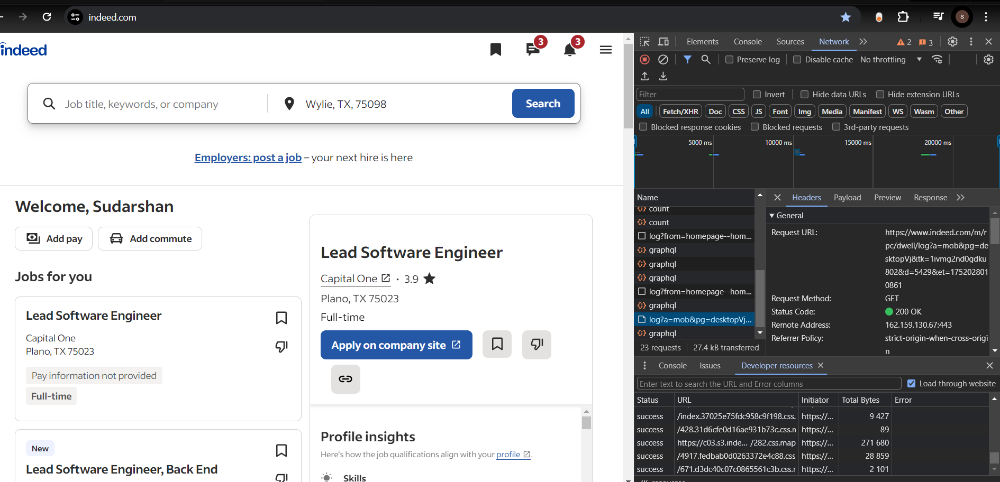 indeed.com
S
indeed
3
3
Job title, keywords, or company
Wylie, TX, 75098
Search
Employers: post a job – your next hire is here
Welcome, Sudarshan
Add pay
Add commute
Jobs for you
Lead Software Engineer
Capital One
Plano, TX 75023
Pay information not provided
Full-time
New
Lead Software Engineer, Back End
Lead Software Engineer
Capital One · 3.9
Plano, TX 75023
Full-time
Apply on company site
Profile insights
Here's how the job qualifications align with your profile.
Skills
Elements Console Sources Network 2 3
Preserve log Disable cache No throttling
Filter Invert Hide data URLs Hide extension URLs
All Fetch/XHR Doc CSS JS Font Img Media Manifest WS Wasm Other
Blocked response cookies Blocked requests 3rd-party requests
5000 ms 10000 ms 15000 ms 20000 ms
Name
count
count
log?from=homepage--hom...
graphql
graphql
graphql
log?from=homepage--hom...
graphql
log?a=mob&pg=desktopVj...
graphql
23 requests 27.4 kB transferred
Headers Payload Preview Response
General
Request URL: https://www.indeed.com/m/r
pc/dwell/log?a=mob&pg=de
sktopVj&tk=1ivmg2nd0gdku
802&d=5429&et=175202801
0861
Request Method: GET
Status Code: 200 OK
Remote Address: 162.159.130.67:443
Referrer Policy: strict-origin-when-cross-origi
n
Console Issues Developer resources
Enter text to search the URL and Error columns Load through website
Status URL Initiator Total Bytes Error
success /index.37025e75fdc958c9f198.css. https://... 9 427
success /428.31d6cfe0d16ae931b73c.css.m https://... 89
success https://c03.s3.inde... /282.css.map https://... 271 680
success /4917.fedbab0d0263372e4c88.css https://... 28 859
success /671.d3dc40c07c0865561c3b.css.r https://... 2 101